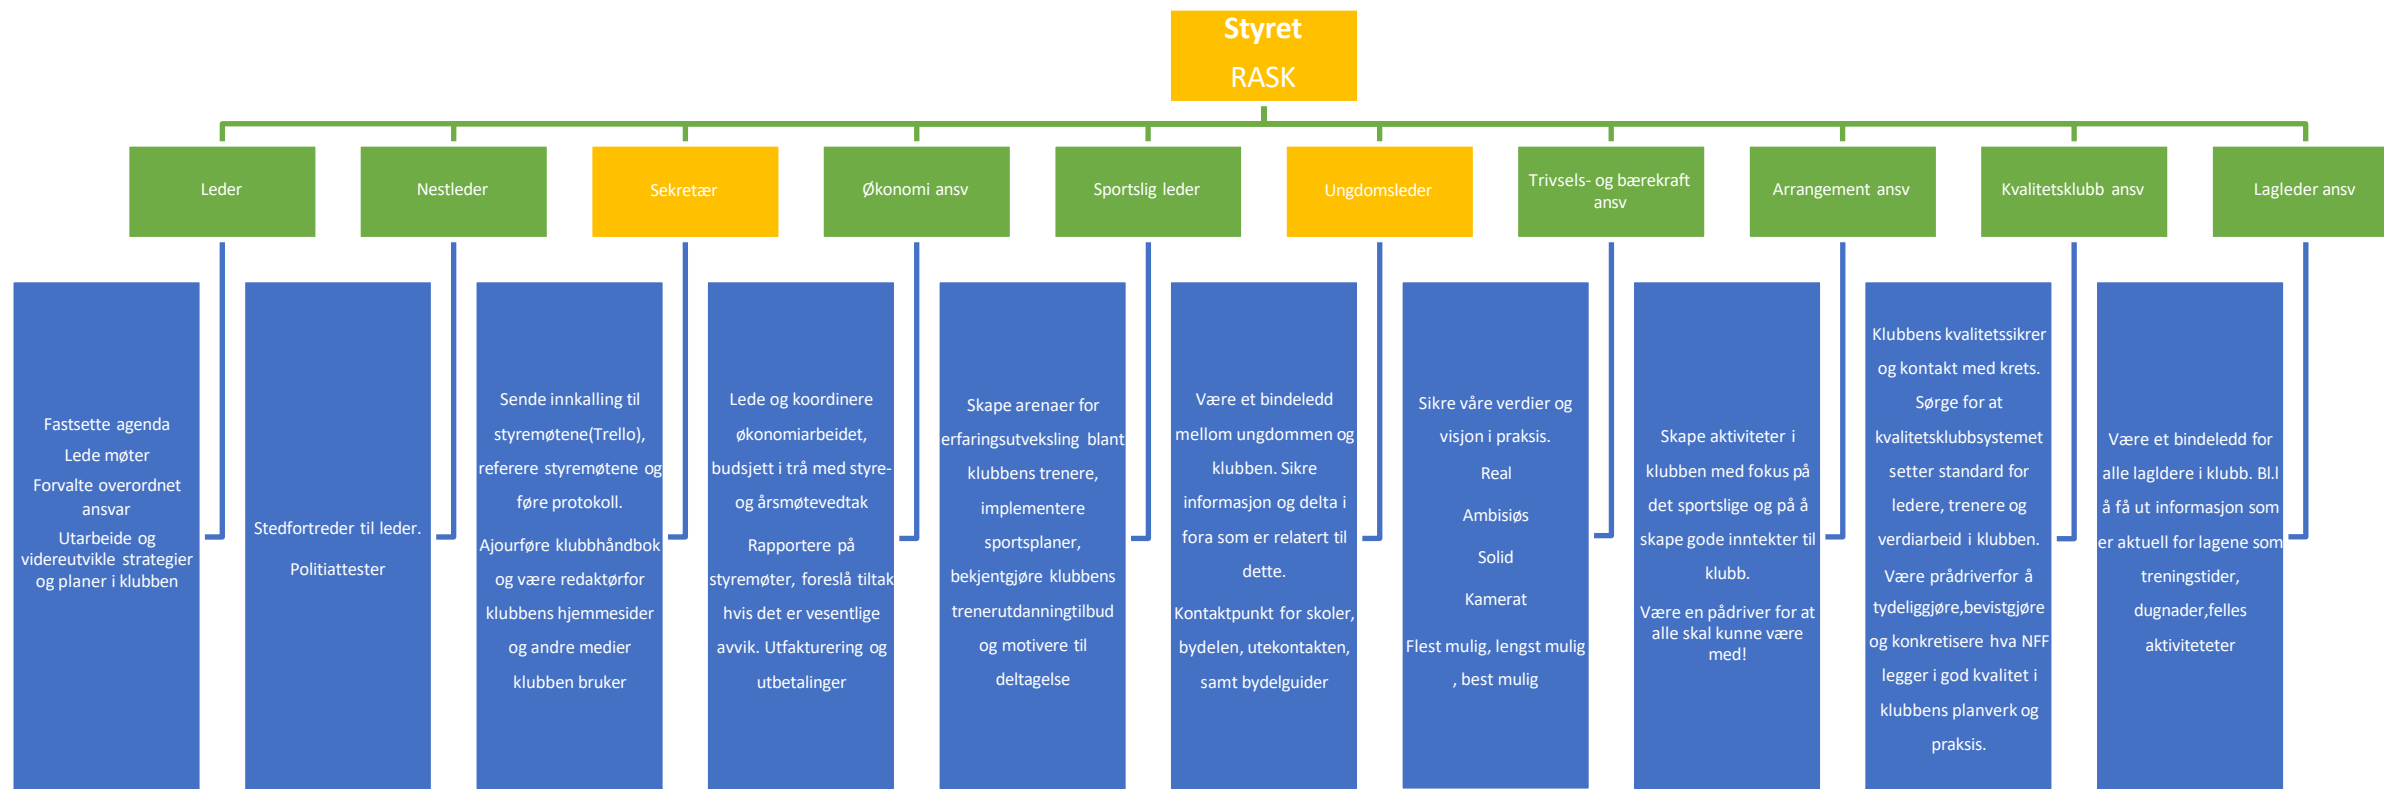 Styret
RASK
Leder
Nestleder
Sekretær
Økonomi ansv
Sportslig leder
Ungdomsleder
Trivsels- og bærekraft
ansv
Arrangement ansv
Kvalitetsklubb ansv
Lagleder ansv
Fastsette agenda
Lede møter
Forvalte overordnet
ansvar
Utarbeide og
videreutvikle strategier
og planer i klubben
Stedfortreder til leder.
Politiattester
Sende innkalling til
styremøtene(Trello),
referere styremøtene og
føre protokoll.
Ajourføre klubbhåndbok
og være redaktørfor
klubbens hjemmesider
og andre medier
klubben bruker
Lede og koordinere
økonomiarbeidet,
budsjett i trå med styre-
og årsmøtevedtak
Rapportere på
styremøter, foreslå tiltak
hvis det er vesentlige
avvik. Utfakturering og
utbetalinger
Skape arenaer for
erfaringsutveksling blant
klubbens trenere,
implementere
sportsplaner,
bekjentgjøre klubbens
trenerutdanningtilbud
og motivere til
deltagelse
Være et bindeledd
mellom ungdommen og
klubben. Sikre
informasjon og delta i
fora som er relatert til
dette.
Kontaktpunkt for skoler,
bydelen, utekontakten,
samt bydelguider
Sikre våre verdier og
visjon i praksis.
Real
Ambisiøs
Solid
Kamerat
Flest mulig, lengst mulig
, best mulig
Skape aktiviteter i
klubben med fokus på
det sportslige og på å
skape gode inntekter til
klubb.
Være en pådriver for at
alle skal kunne være
med!
Klubbens kvalitetssikrer
og kontakt med krets.
Sørge for at
kvalitetsklubbsystemet
setter standard for
ledere, trenere og
verdiarbeid i klubben.
Være prådriverfor å
tydeliggjøre,bevistgjøre
og konkretisere hva NFF
legger i god kvalitet i
klubbens planverk og
praksis.
Være et bindeledd for
alle lagldere i klubb. Bl.l
å få ut informasjon som
er aktuell for lagene som
treningstider,
dugnader,felles
aktiviteteter